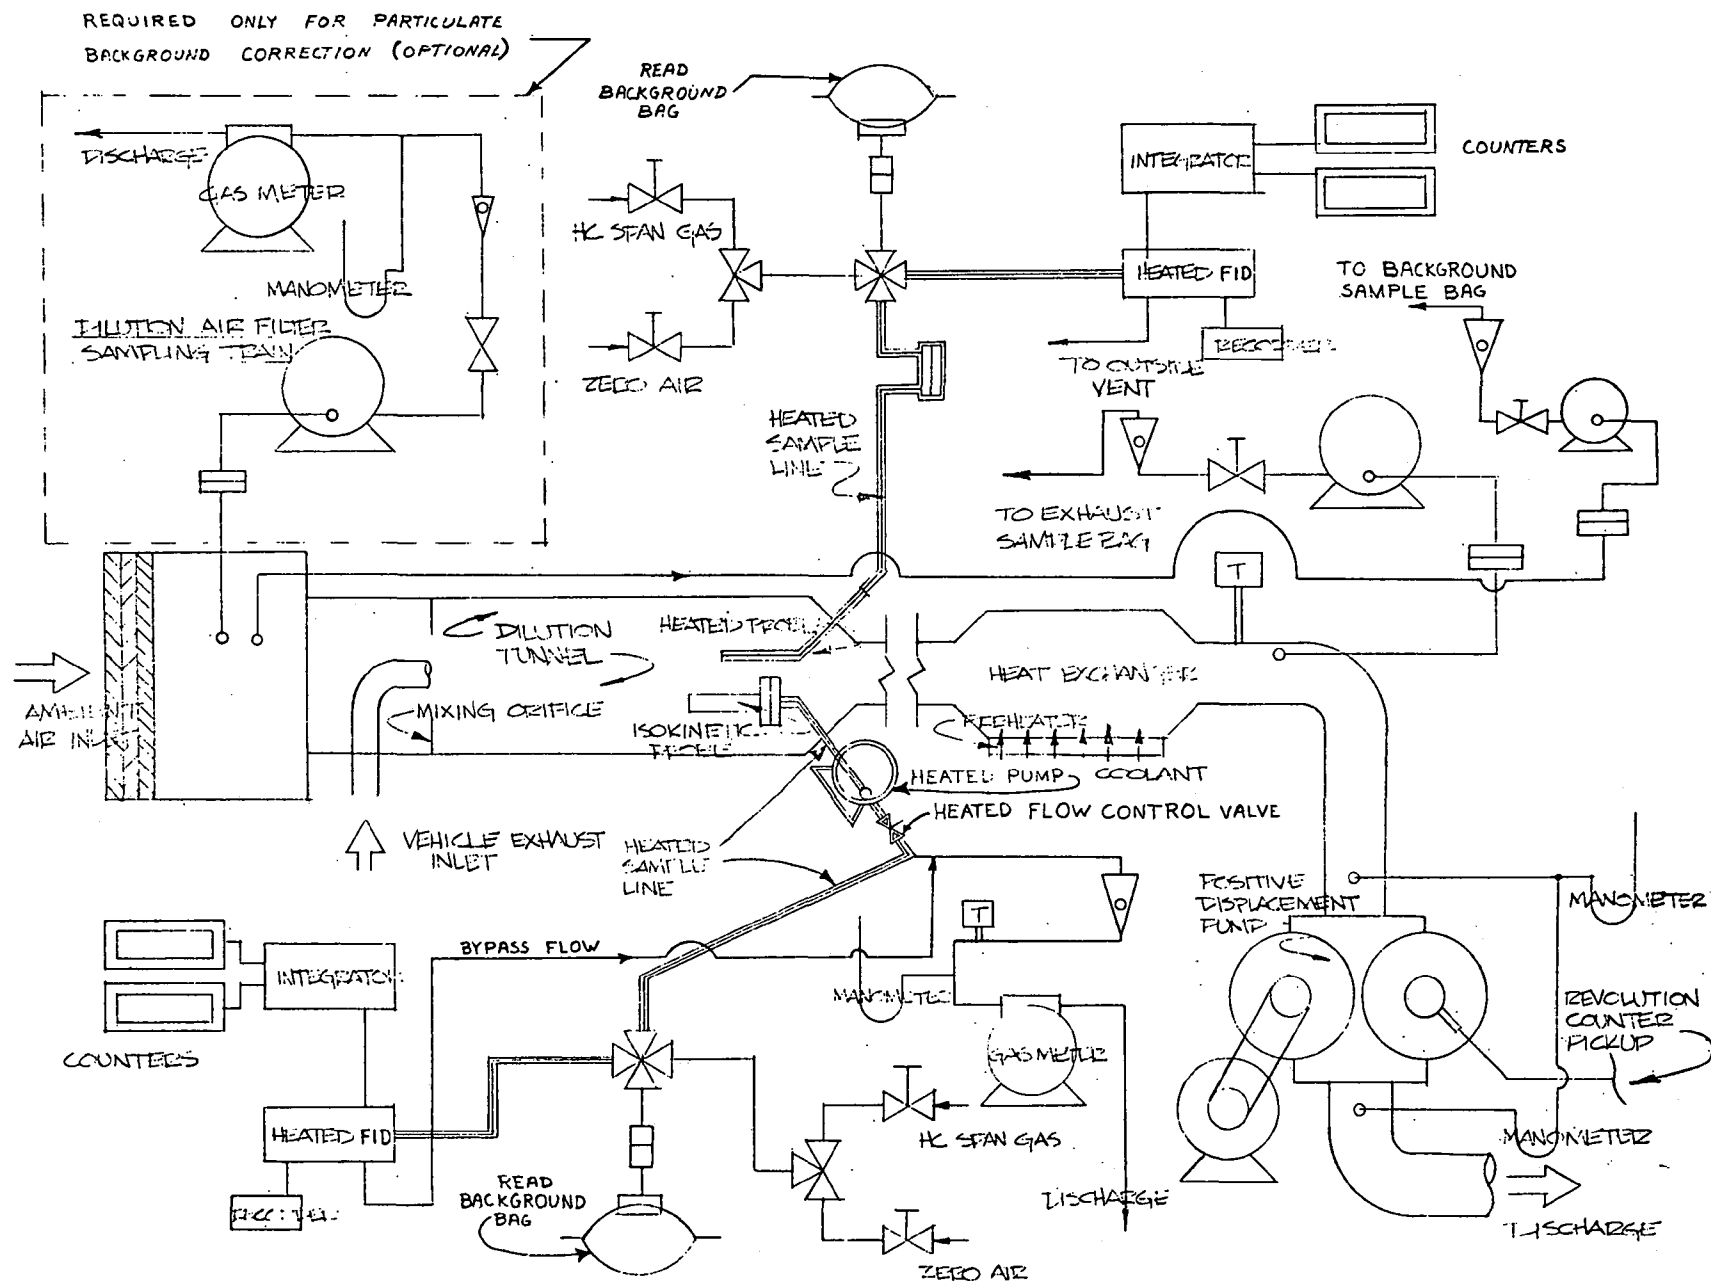 REQUIRED ONLY FOR PARTICULATE
BACKGROUND CORRECTION (OPTIONAL)
READ
BACKGROUND
BAG
DISCHARGE
GAS METER
MANOMETER
DILUTION AIR FILTER
SAMPLING TRAIN
HC SPAN GAS
ZERO AIR
INTEGRATOR
COUNTERS
HEATED FID
RECORDER
TO OUTSIDE
VENT
TO BACKGROUND
SAMPLE BAG
HEATED
SAMPLE
LINE
TO EXHAUST
SAMPLE BAG
T
DILUTION
TUNNEL
HEATED PROBE
HEAT EXCHANGER
AMBIENT
AIR INLET
MIXING ORIFICE
ISOKINETIC
PROBE
PREHEATER
HEATED PUMP
COOLANT
HEATED FLOW CONTROL VALVE
VEHICLE EXHAUST
INLET
HEATED
SAMPLE
LINE
POSITIVE
DISPLACEMENT
PUMP
MANOMETER
T
BYPASS FLOW
INTEGRATOR
MANOMETER
COUNTERS
GAS METER
REVOLUTION
COUNTER
PICKUP
HEATED FID
HC SPAN GAS
MANOMETER
RECORDER
READ
BACKGROUND
BAG
DISCHARGE
DISCHARGE
ZERO AIR